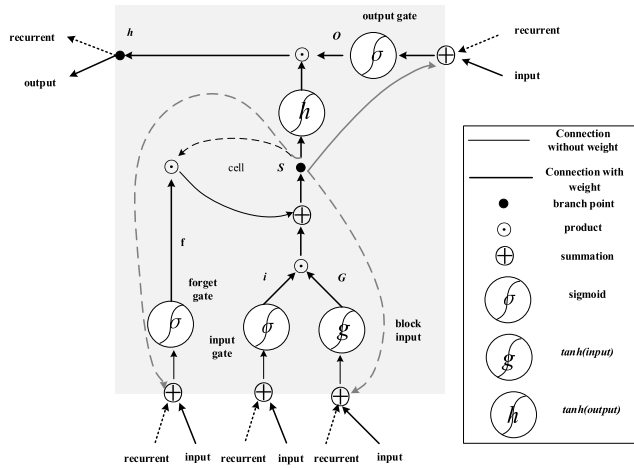 output gate
recurrent
h
O
recurrent
σ
output
input
h
cell
S
f
i
G
forget
gate
σ
input
gate
σ
g
block
input
recurrent
input
recurrent
input
recurrent
input
Connection
without weight
Connection with
weight
branch point
product
summation
σ
sigmoid
g
tanh(input)
h
tanh(output)